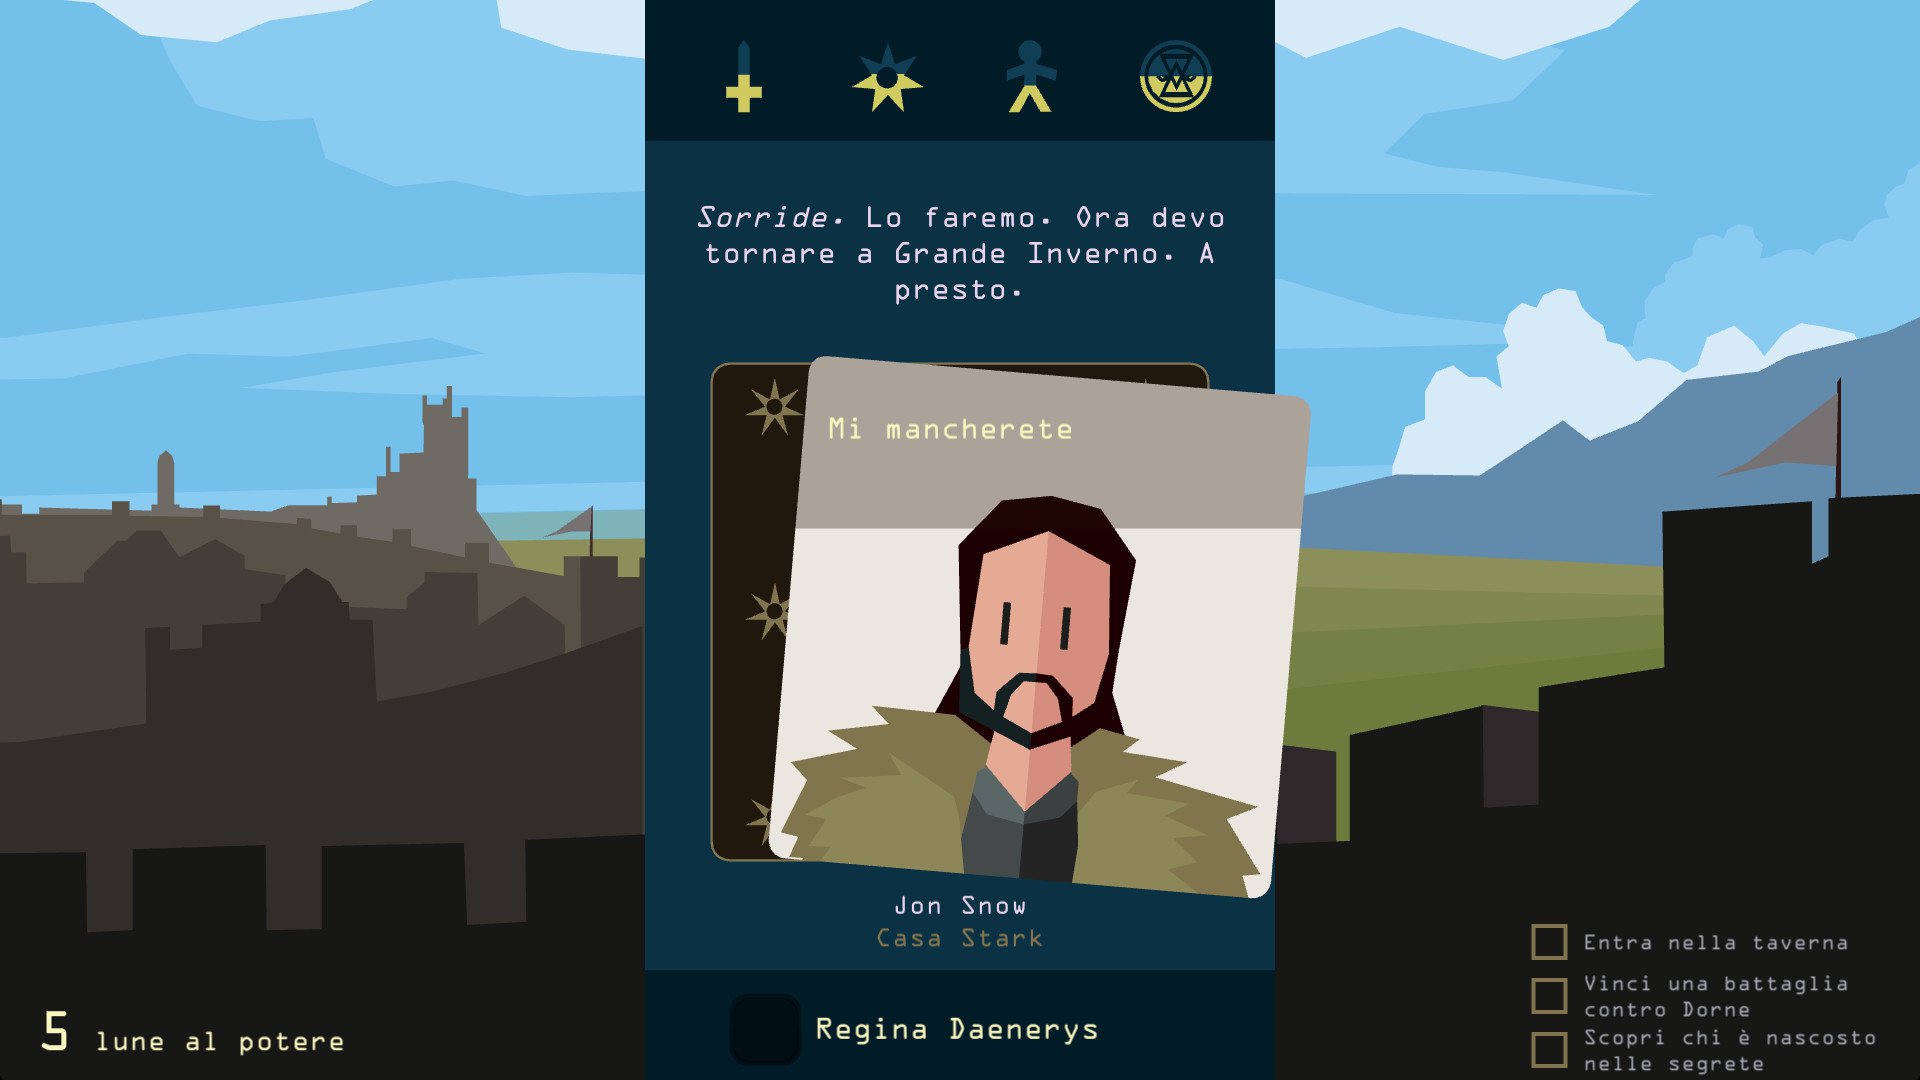 Sorride. Lo faremo. Ora devo
tornare a Grande Inverno. A
presto.
Mi mancherete
Jon Snow
Casa Stark
Regina Daenerys
5 lune al potere
Entra nella taverna
Vinci una battaglia
contro Dorne
Scopri chi è nascosto
nelle segrete